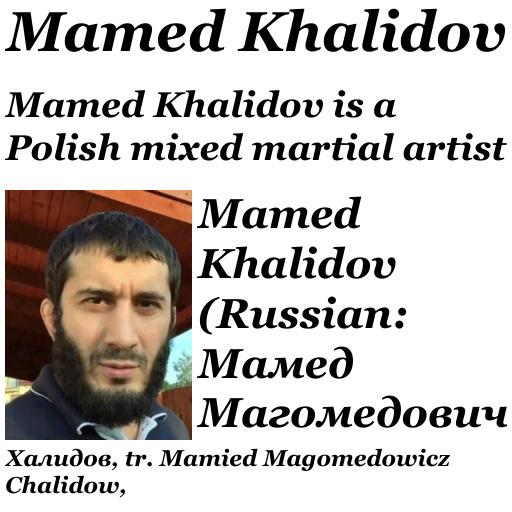 Mamed Khalidov
Mamed Khalidov is a
Polish mixed martial artist
Mamed
Khalidov
(Russian:
Мамед
Магомедович
Халидов, tr. Mamied Magomedowicz
Chalidow,